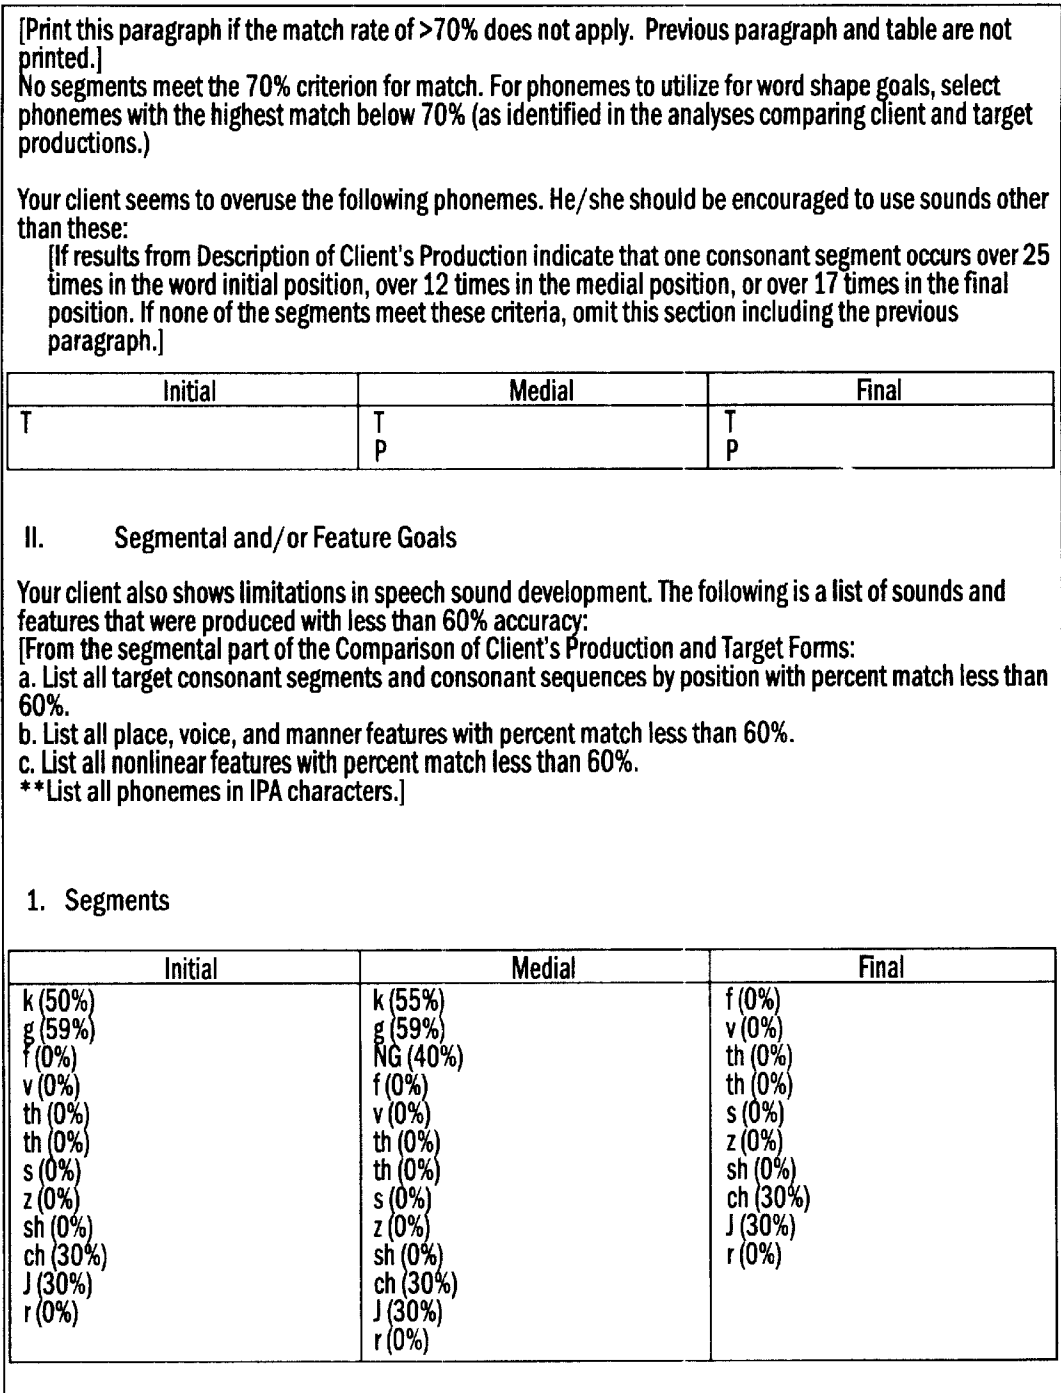 [Print this paragraph if the match rate of >70% does not apply.  Previous paragraph and table are not
printed.]
No segments meet the 70% criterion for match. For phonemes to utilize for word shape goals, select
phonemes with the highest match below 70% (as identified in the analyses comparing client and target
productions.)
Your client seems to overuse the following phonemes. He/she should be encouraged to use sounds other
than these:
[If results from Description of Client's Production indicate that one consonant segment occurs over 25
times in the word initial position, over 12 times in the medial position, or over 17 times in the final
position. If none of the segments meet these criteria, omit this section including the previous
paragraph.]
Initial Medial Final
T T T
P P
II. Segmental and/or Feature Goals
Your client also shows limitations in speech sound development. The following is a list of sounds and
features that were produced with less than 60% accuracy:
[From the segmental part of the Comparison of Client's Production and Target Forms:
a. List all target consonant segments and consonant sequences by position with percent match less than
60%.
b. List all place, voice, and manner features with percent match less than 60%.
c. List all nonlinear features with percent match less than 60%.
**List all phonemes in IPA characters.]
1. Segments
Initial Medial Final
k (50%) k (55%) f (0%)
g (59%) g (59%) v (0%)
f (0%) NG (40%) th (0%)
v (0%) f (0%) th (0%)
th (0%) v (0%) s (0%)
th (0%) th (0%) z (0%)
s (0%) th (0%) sh (0%)
z (0%) s (0%) ch (30%)
sh (0%) z (0%) J (30%)
ch (30%) sh (0%) r (0%)
J (30%) ch (30%)
r (0%) J (30%)
r (0%)